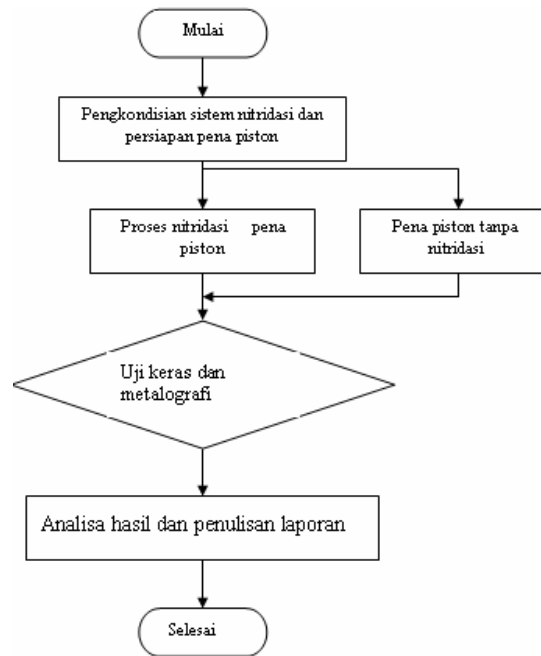 Mulai
Pengkondisian sistem nitridasi dan
persiapan pena piston
Proses nitridasi pena
piston
Pena piston tanpa
nitridasi
Uji keras dan
metalografi
Analisa hasil dan penulisan laporan
Selesai